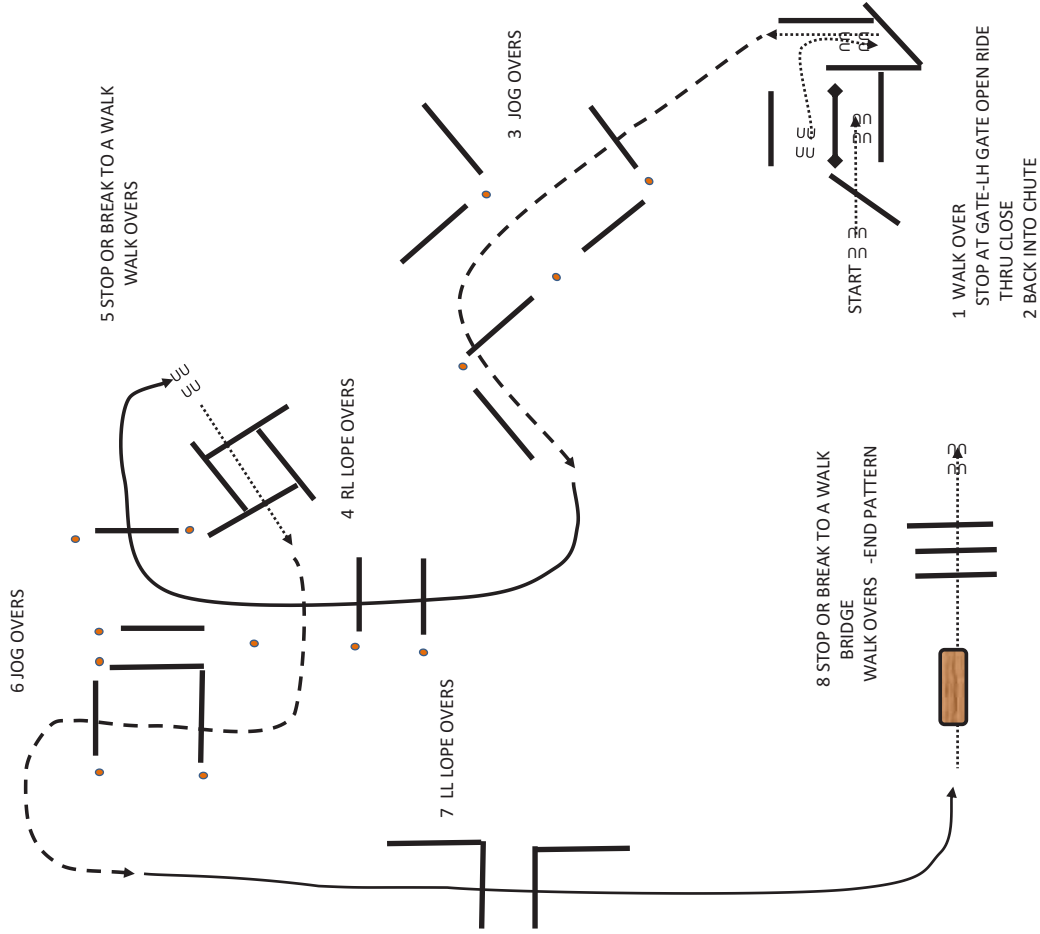 START
1 WALK OVER
STOP AT GATE-LH GATE OPEN RIDE
THRU CLOSE
2 BACK INTO CHUTE
3 JOG OVERS
4 RL LOPE OVERS
5 STOP OR BREAK TO A WALK
WALK OVERS
6 JOG OVERS
7 LL LOPE OVERS
8 STOP OR BREAK TO A WALK
BRIDGE
WALK OVERS -END PATTERN